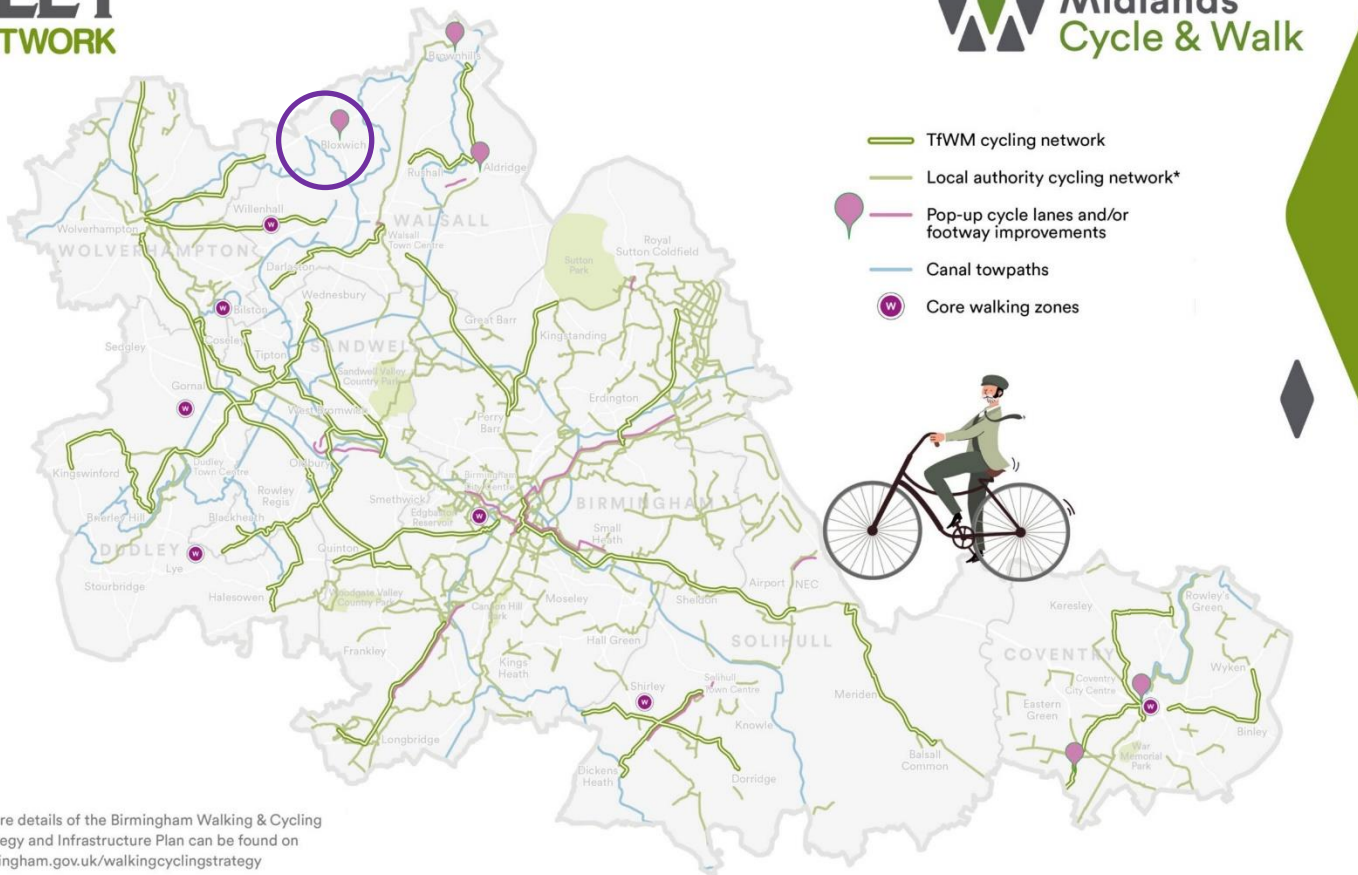 TWORK
Midlands
Cycle & Walk
TfWM cycling network
Local authority cycling network*
Pop-up cycle lanes and/or
footway improvements
Canal towpaths
W
Core walking zones
Brownhills
Bloxwich
Rushall
Aldridge
Willenhall
W
Wolverhampton
WOLVERHAMPTON
WALSALL
Walsall
Town Centre
Royal
Sutton Coldfield
Sutton
Park
Darlaston
Wednesbury
W
Bilston
Great Barr
Kingstanding
Coseley
Sedgley
Tipton
SANDWELL
Sandwell Valley
Country Park
Gornal
W
West Bromwich
Erdington
Perry
Barr
Kingswinford
Dudley
Town Centre
Oldbury
Rowley
Regis
Smethwick
Birmingham
City Centre
BIRMINGHAM
Edgbaston
Reservoir
W
Brierley Hill
Blackheath
Small
Heath
DUDLEY
W
Lye
Quinton
Stourbridge
Halesowen
Woodgate Valley
Country Park
Cannon Hill
Park
Moseley
Sheldon
Airport
NEC
Hall Green
SOLIHULL
Frankley
Kings
Heath
Shirley
W
Solihull
Town Centre
Meriden
Knowle
Longbridge
Dickens
Heath
Dorridge
Balsall
Common
Keresley
Rowley's
Green
COVENTRY
Coventry
City Centre
Wyken
Eastern
Green
W
Binley
War
Memorial
Park
re details of the Birmingham Walking & Cycling
egy and Infrastructure Plan can be found on
ingham.gov.uk/walkingcyclingstrategy